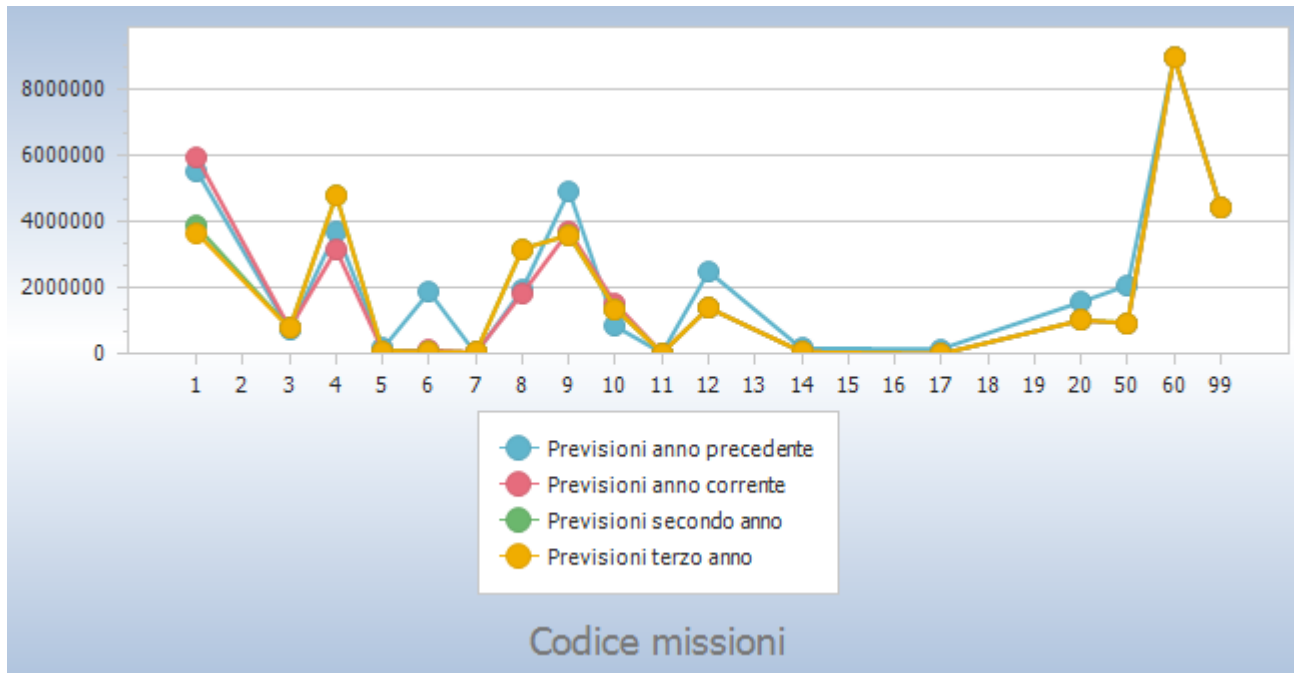 8000000
6000000
4000000
2000000
0
1 2 3 4 5 6 7 8 9 10 11 12 13 14 15 16 17 18 19 20 50 60 99
Previsioni anno precedente
Previsioni anno corrente
Previsioni secondo anno
Previsioni terzo anno
Codice missioni